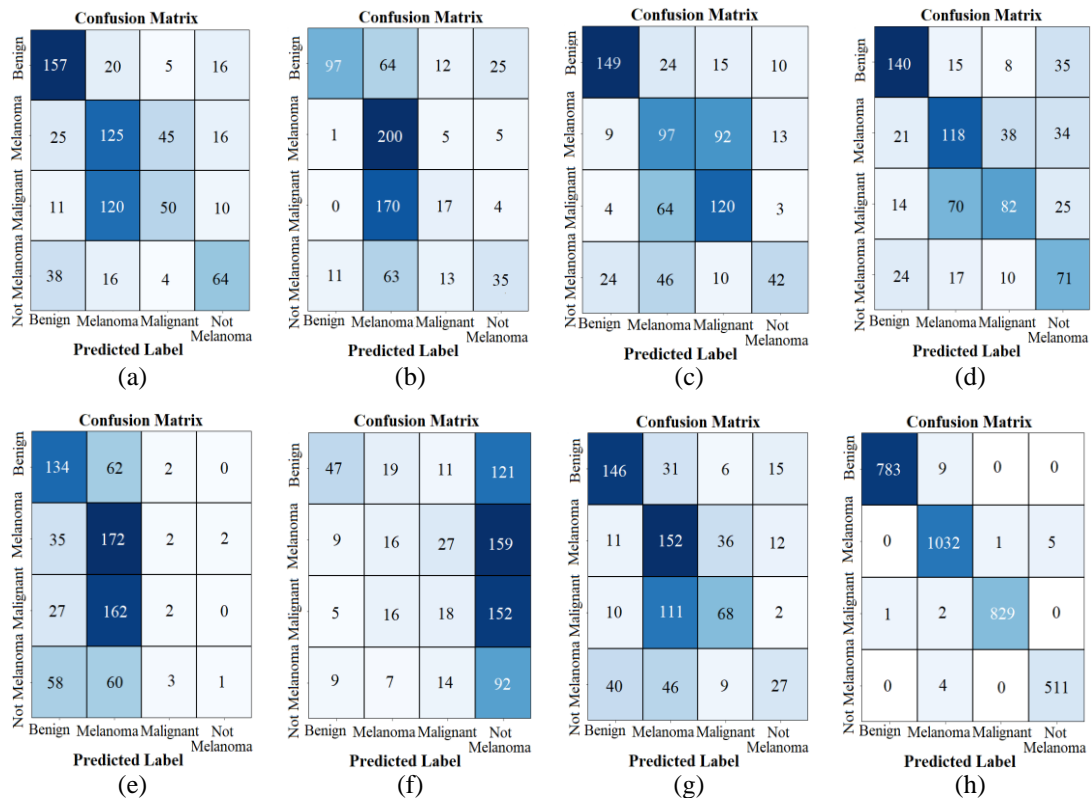 Confusion Matrix
Benign 157 20 5 16
Melanoma 25 125 45 16
Malignant 11 120 50 10
Not Melanoma 38 16 4 64
Benign Melanoma Malignant Not Melanoma
Predicted Label
(a)
Confusion Matrix
Benign 97 64 12 25
Melanoma 1 200 5 5
Malignant 0 170 17 4
Not Melanoma 11 63 13 35
Benign Melanoma Malignant Not Melanoma
Predicted Label
(b)
Confusion Matrix
Benign 149 24 15 10
Melanoma 9 97 92 13
Malignant 4 64 120 3
Not Melanoma 24 46 10 42
Benign Melanoma Malignant Not Melanoma
Predicted Label
(c)
Confusion Matrix
Benign 140 15 8 35
Melanoma 21 118 38 34
Malignant 14 70 82 25
Not Melanoma 24 17 10 71
Benign Melanoma Malignant Not Melanoma
Predicted Label
(d)
Confusion Matrix
Benign 134 62 2 0
Melanoma 35 172 2 2
Malignant 27 162 2 0
Not Melanoma 58 60 3 1
Benign Melanoma Malignant Not Melanoma
Predicted Label
(e)
Confusion Matrix
Benign 47 19 11 121
Melanoma 9 16 27 159
Malignant 5 16 18 152
Not Melanoma 9 7 14 92
Benign Melanoma Malignant Not Melanoma
Predicted Label
(f)
Confusion Matrix
Benign 146 31 6 15
Melanoma 11 152 36 12
Malignant 10 111 68 2
Not Melanoma 40 46 9 27
Benign Melanoma Malignant Not Melanoma
Predicted Label
(g)
Confusion Matrix
Benign 783 9 0 0
Melanoma 0 1032 1 5
Malignant 1 2 829 0
Not Melanoma 0 4 0 511
Benign Melanoma Malignant Not Melanoma
Predicted Label
(h)